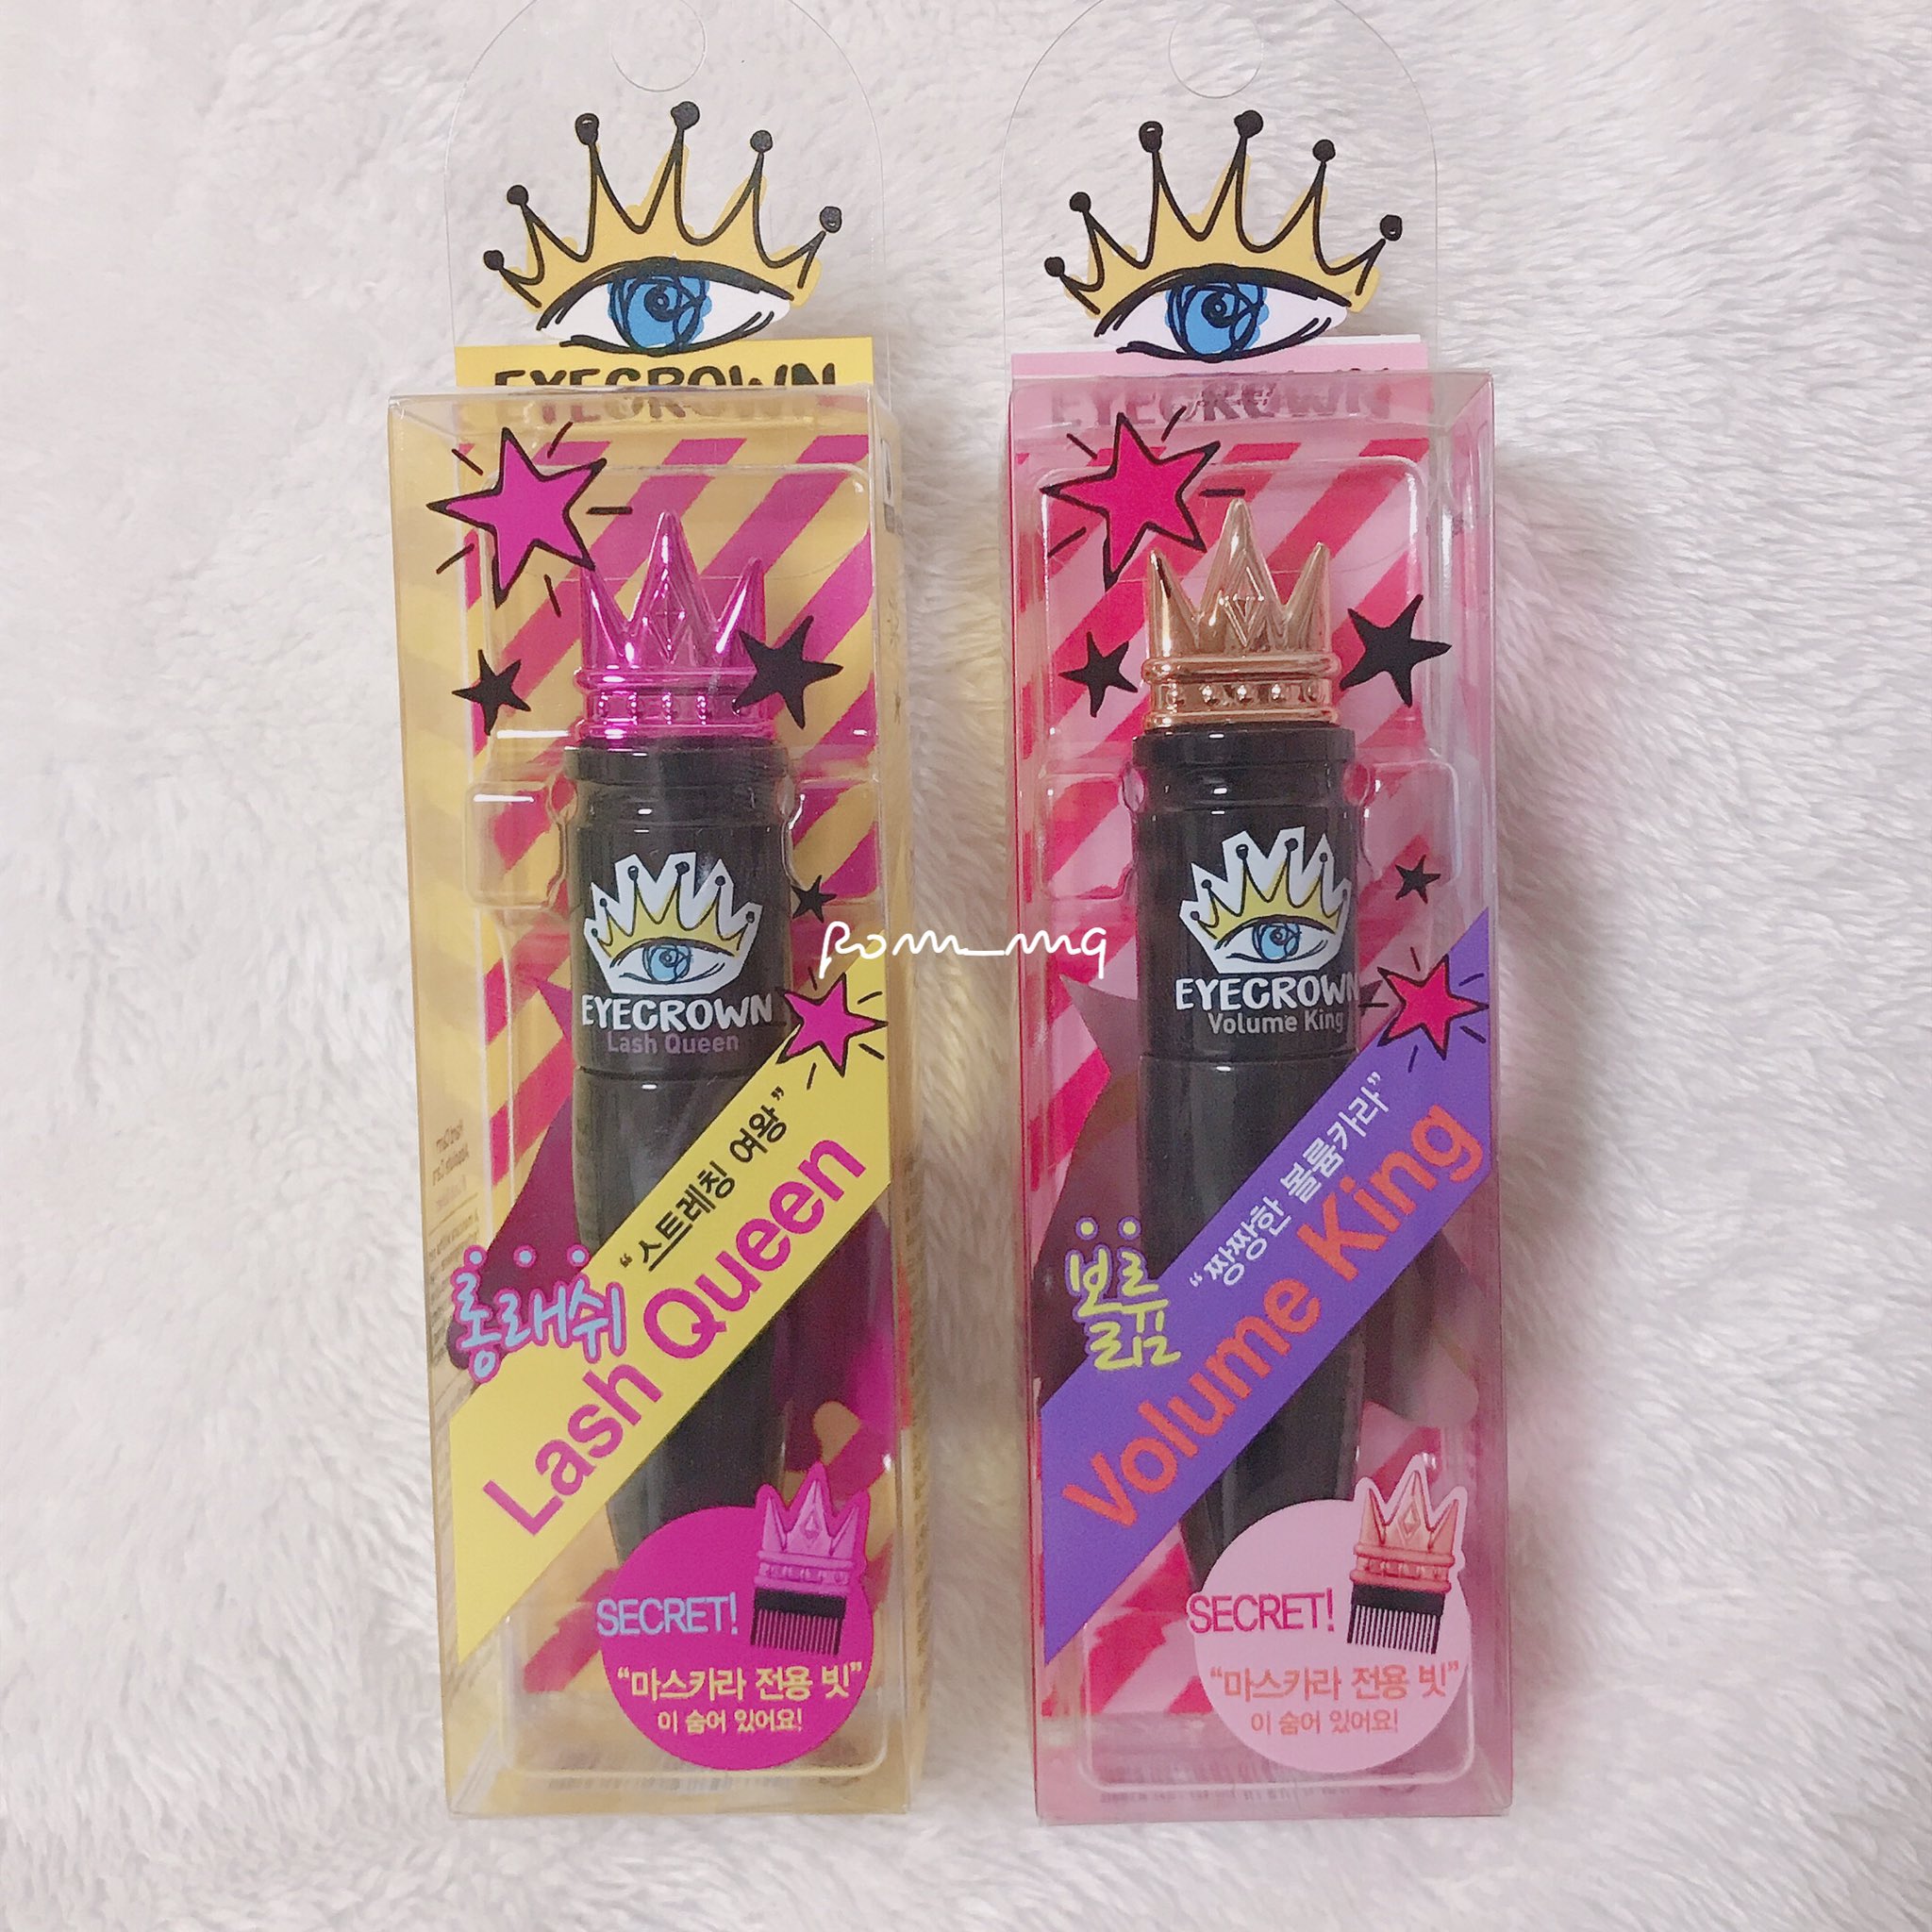 EYECROWN
EYECROWN
Lash Queen
롱래쉬
“스트레칭 여왕”
Lash Queen
SECRET!
“마스카라 전용 빗”
이 숨어 있어요!
EYECROWN
EYECROWN
Volume King
볼륨
“짱짱한 볼륨카라”
Volume King
SECRET!
“마스카라 전용 빗”
이 숨어 있어요!